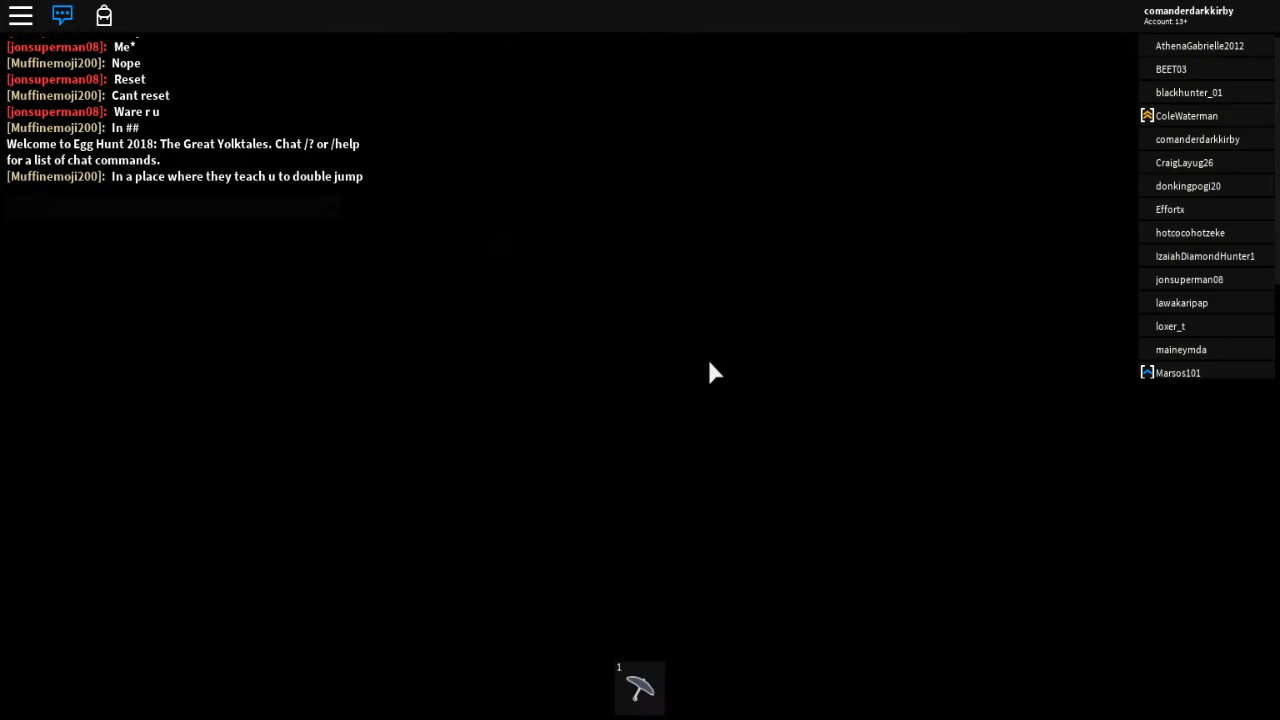 comanderdarkkirby
Account: 13+
[jonsuperman08]: Me*
[Muffinemoji200]: Nope
[jonsuperman08]: Reset
[Muffinemoji200]: Cant reset
[jonsuperman08]: Ware r u
[Muffinemoji200]: In ##
Welcome to Egg Hunt 2018: The Great Yolktales. Chat /? or /help
for a list of chat commands.
[Muffinemoji200]: In a place where they teach u to double jump
AthenaGabrielle2012
BEET03
blackhunter_01
ColeWaterman
comanderdarkkirby
CraigLayug26
donkingpogi20
Effortx
hotcocohotzeke
IzaiahDiamondHunter1
jonsuperman08
lawakaripap
loxer_t
maineymda
Marsos101
1